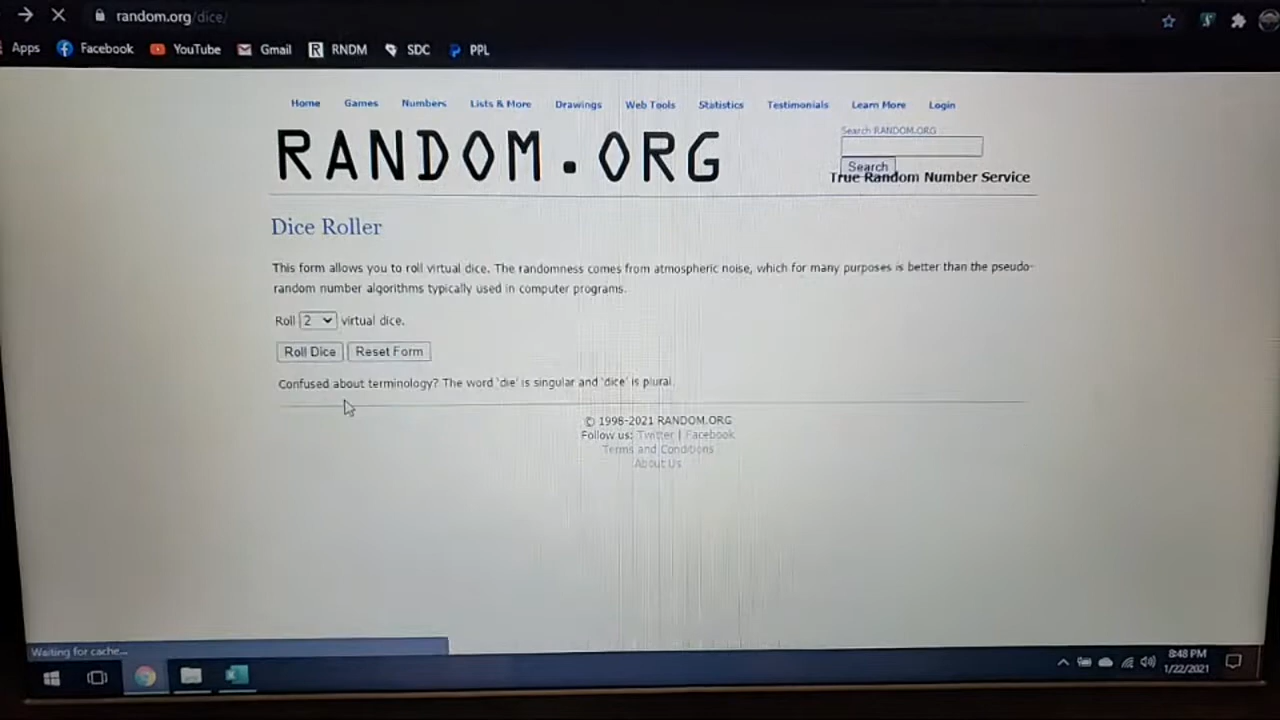 random.org/dice/
Apps Facebook YouTube Gmail RNDM SDC PPL
Home Games Numbers Lists & More Drawings Web Tools Statistics Testimonials Learn More Login
RANDOM.ORG
Search RANDOM.ORG
Search
True Random Number Service
Dice Roller
This form allows you to roll virtual dice. The randomness comes from atmospheric noise, which for many purposes is better than the pseudo-
random number algorithms typically used in computer programs.
Roll 2 virtual dice.
Roll Dice Reset Form
Confused about terminology? The word 'die' is singular and 'dice' is plural.
© 1998-2021 RANDOM.ORG
Follow us: Twitter | Facebook
Terms and Conditions
About Us
Waiting for cache...
8:48 PM
1/22/2021